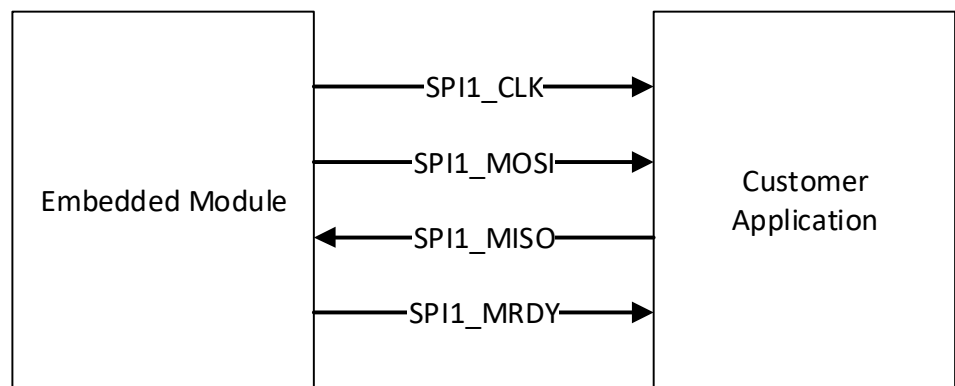 SPI1_CLK
SPI1_MOSI
Embedded Module
Customer
Application
SPI1_MISO
SPI1_MRDY